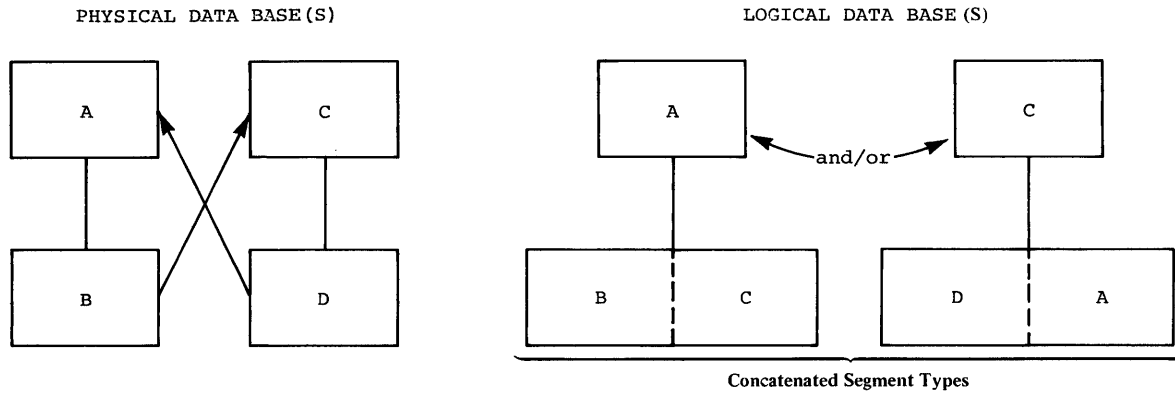 PHYSICAL DATA BASE(S)
LOGICAL DATA BASE(S)
A
C
A
C
and/or
B
D
B
C
D
A
Concatenated Segment Types